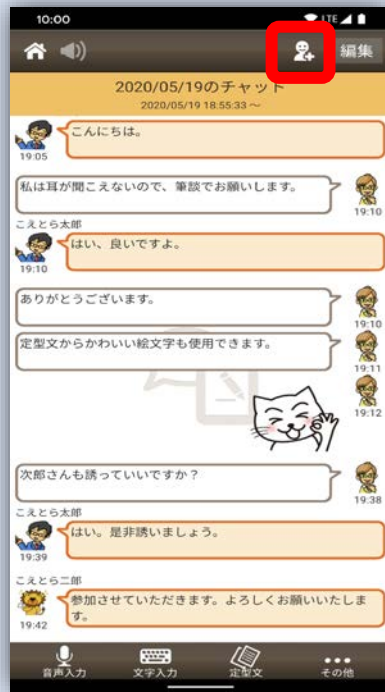 10:00
LTE
編集
2020/05/19のチャット
2020/05/19 18:55:33 ～
こんにちは。
19:05
私は耳が聞こえないので、筆談でお願いします。
19:10
こえとら太郎
はい、良いですよ。
19:10
ありがとうございます。
19:10
定型文からかわいい絵文字も使用できます。
19:11
19:12
次郎さんも誘っていいですか？
19:38
こえとら太郎
はい。是非誘いましょう。
19:39
こえとら二郎
参加させていただきます。よろしくお願いいたしま
す。
19:42
音声入力 文字入力 定型文 その他